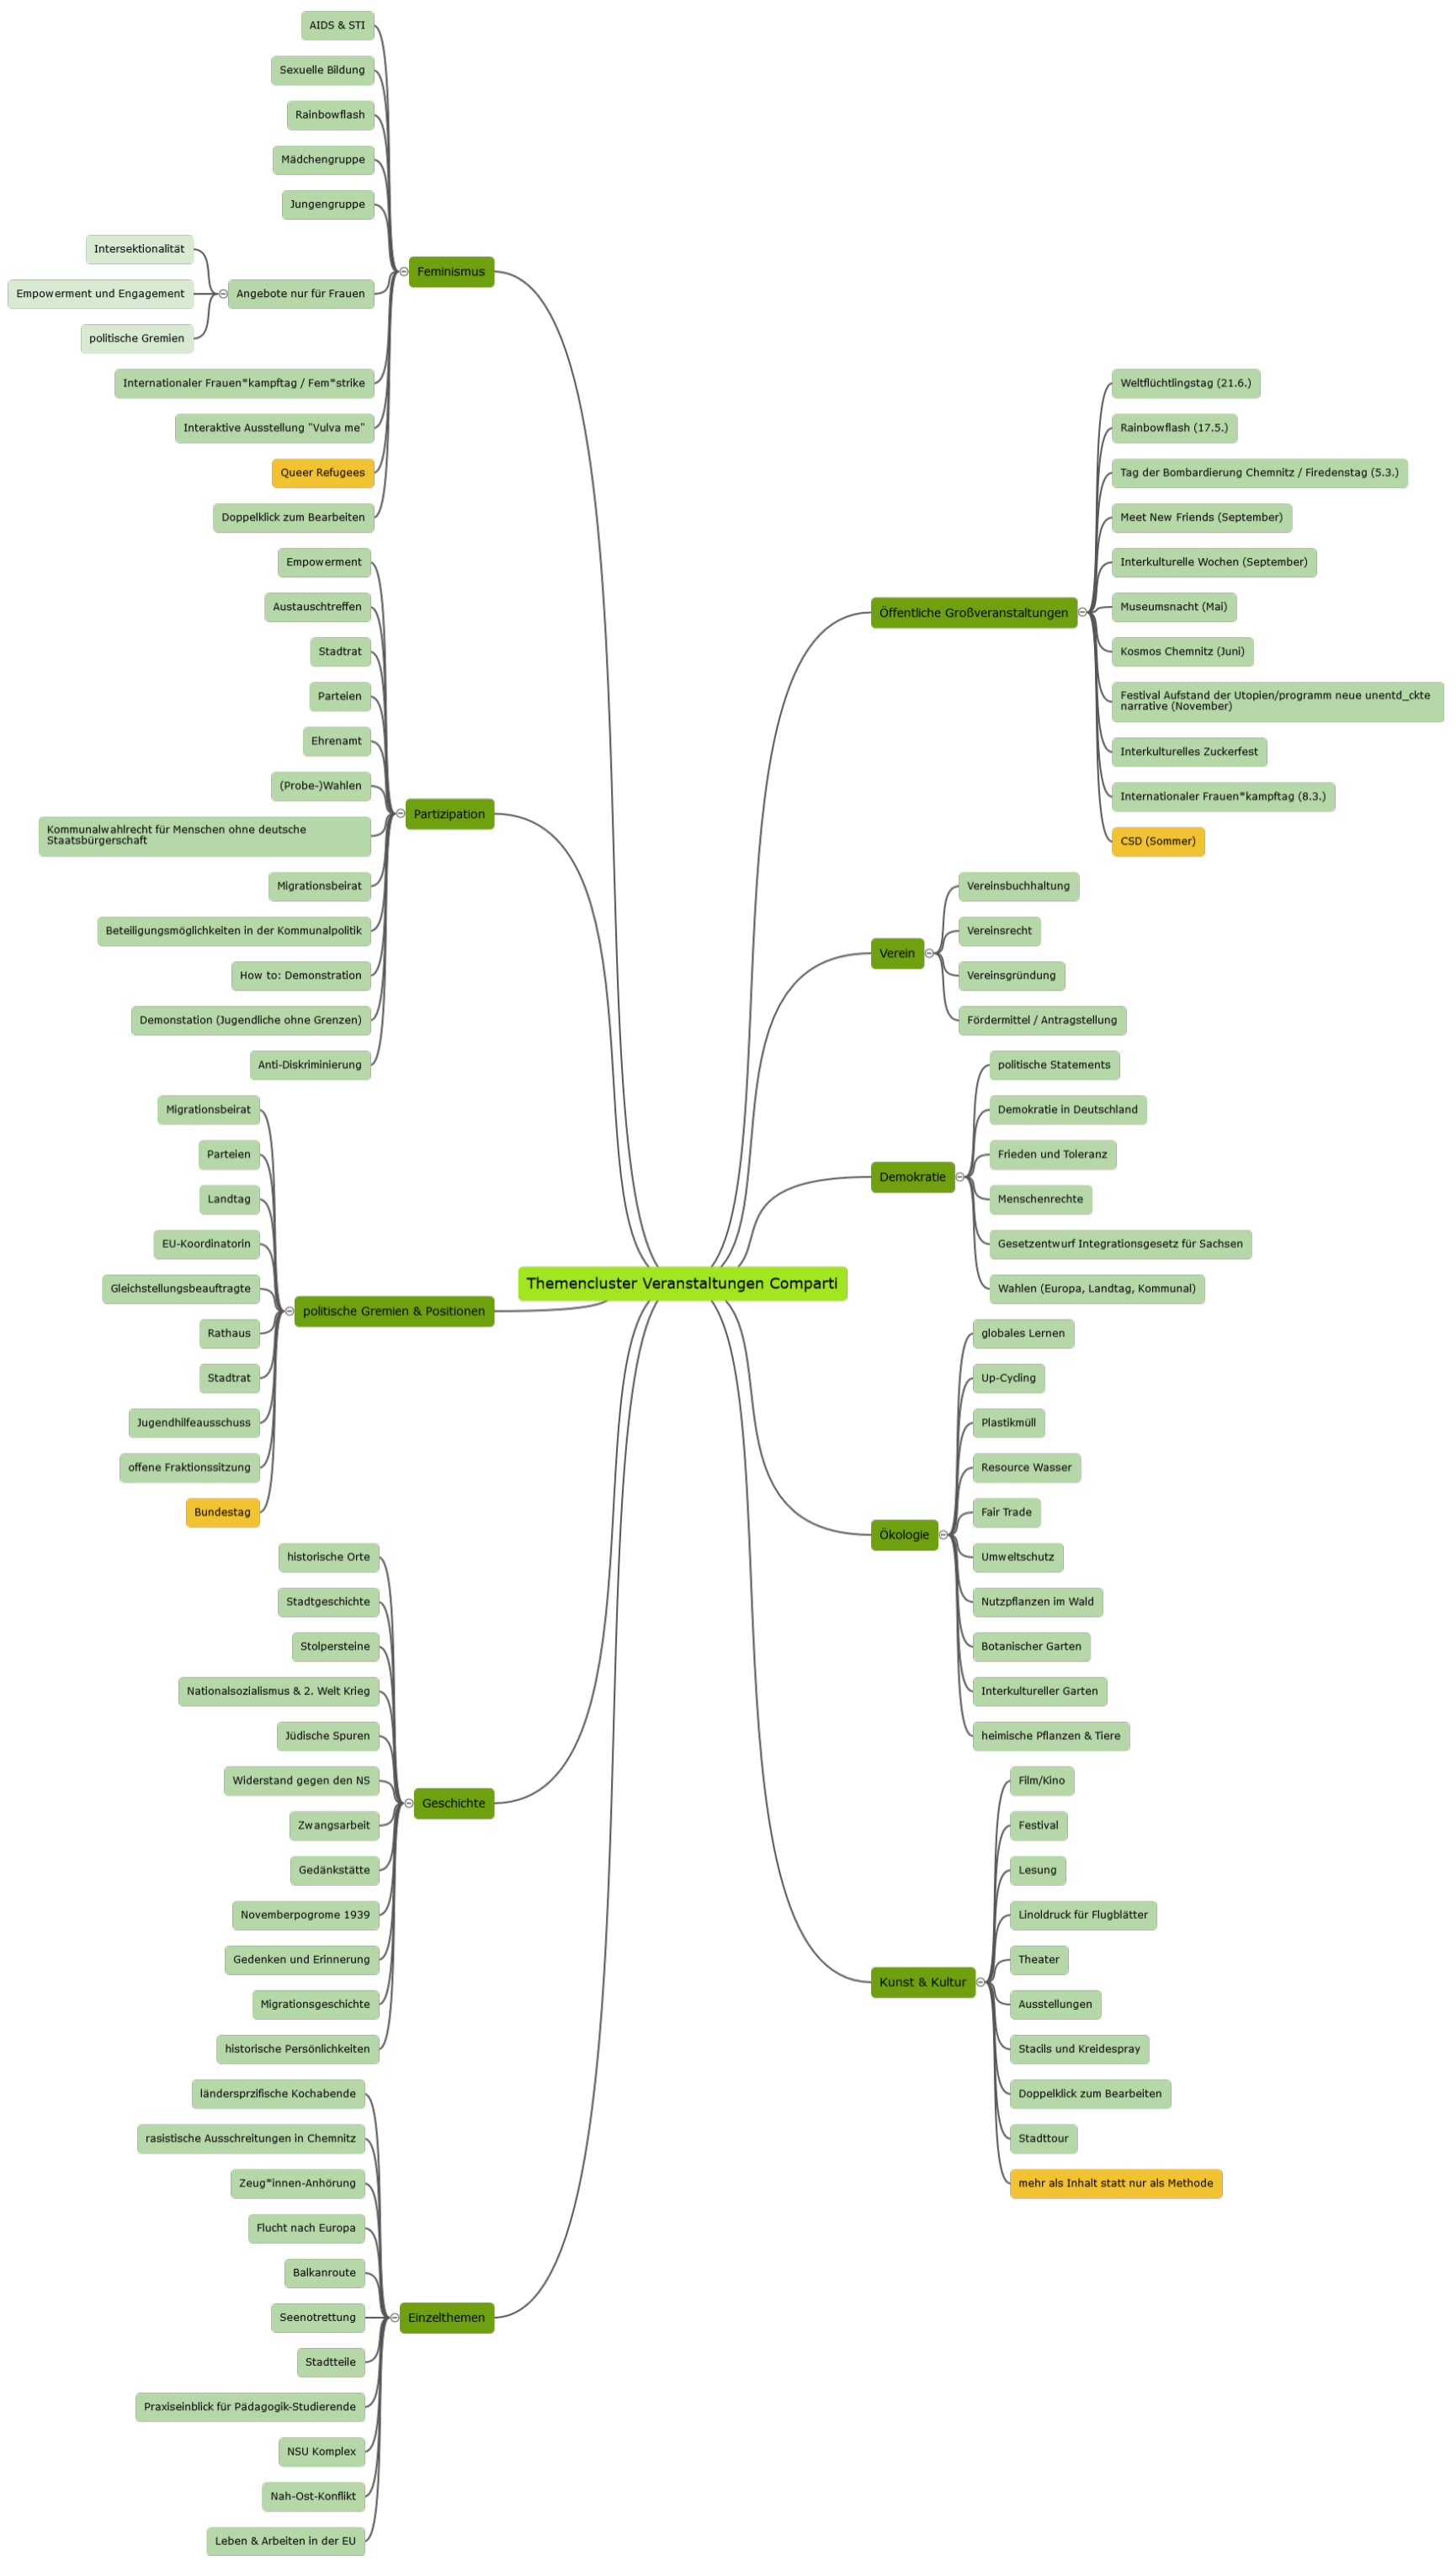 Themencluster Veranstaltungen Comparti
Feminismus
AIDS & STI
Sexuelle Bildung
Rainbowflash
Mädchengruppe
Jungengruppe
Angebote nur für Frauen
Intersektionalität
Empowerment und Engagement
politische Gremien
Internationaler Frauen*kampftag / Fem*strike
Interaktive Ausstellung "Vulva me"
Queer Refugees
Doppelklick zum Bearbeiten
Partizipation
Empowerment
Austauschtreffen
Stadtrat
Parteien
Ehrenamt
(Probe-)Wahlen
Kommunalwahlrecht für Menschen ohne deutsche
Staatsbürgerschaft
Migrationsbeirat
Beteiligungsmöglichkeiten in der Kommunalpolitik
How to: Demonstration
Demonstation (Jugendliche ohne Grenzen)
Anti-Diskriminierung
politische Gremien & Positionen
Migrationsbeirat
Parteien
Landtag
EU-Koordinatorin
Gleichstellungsbeauftragte
Rathaus
Stadtrat
Jugendhilfeausschuss
offene Fraktionssitzung
Bundestag
Geschichte
historische Orte
Stadtgeschichte
Stolpersteine
Nationalsozialismus & 2. Welt Krieg
Jüdische Spuren
Widerstand gegen den NS
Zwangsarbeit
Gedänkstätte
Novemberpogrome 1939
Gedenken und Erinnerung
Migrationsgeschichte
historische Persönlichkeiten
Einzelthemen
ländersprzifische Kochabende
rasistische Ausschreitungen in Chemnitz
Zeug*innen-Anhörung
Flucht nach Europa
Balkanroute
Seenotrettung
Stadtteile
Praxiseinblick für Pädagogik-Studierende
NSU Komplex
Nah-Ost-Konflikt
Leben & Arbeiten in der EU
Öffentliche Großveranstaltungen
Weltflüchtlingstag (21.6.)
Rainbowflash (17.5.)
Tag der Bombardierung Chemnitz / Firedenstag (5.3.)
Meet New Friends (September)
Interkulturelle Wochen (September)
Museumsnacht (Mai)
Kosmos Chemnitz (Juni)
Festival Aufstand der Utopien/programm neue unentd_ckte
narrative (November)
Interkulturelles Zuckerfest
Internationaler Frauen*kampftag (8.3.)
CSD (Sommer)
Verein
Vereinsbuchhaltung
Vereinsrecht
Vereinsgründung
Fördermittel / Antragstellung
Demokratie
politische Statements
Demokratie in Deutschland
Frieden und Toleranz
Menschenrechte
Gesetzentwurf Integrationsgesetz für Sachsen
Wahlen (Europa, Landtag, Kommunal)
Ökologie
globales Lernen
Up-Cycling
Plastikmüll
Resource Wasser
Fair Trade
Umweltschutz
Nutzpflanzen im Wald
Botanischer Garten
Interkultureller Garten
heimische Pflanzen & Tiere
Kunst & Kultur
Film/Kino
Festival
Lesung
Linoldruck für Flugblätter
Theater
Ausstellungen
Stacils und Kreidespray
Doppelklick zum Bearbeiten
Stadttour
mehr als Inhalt statt nur als Methode